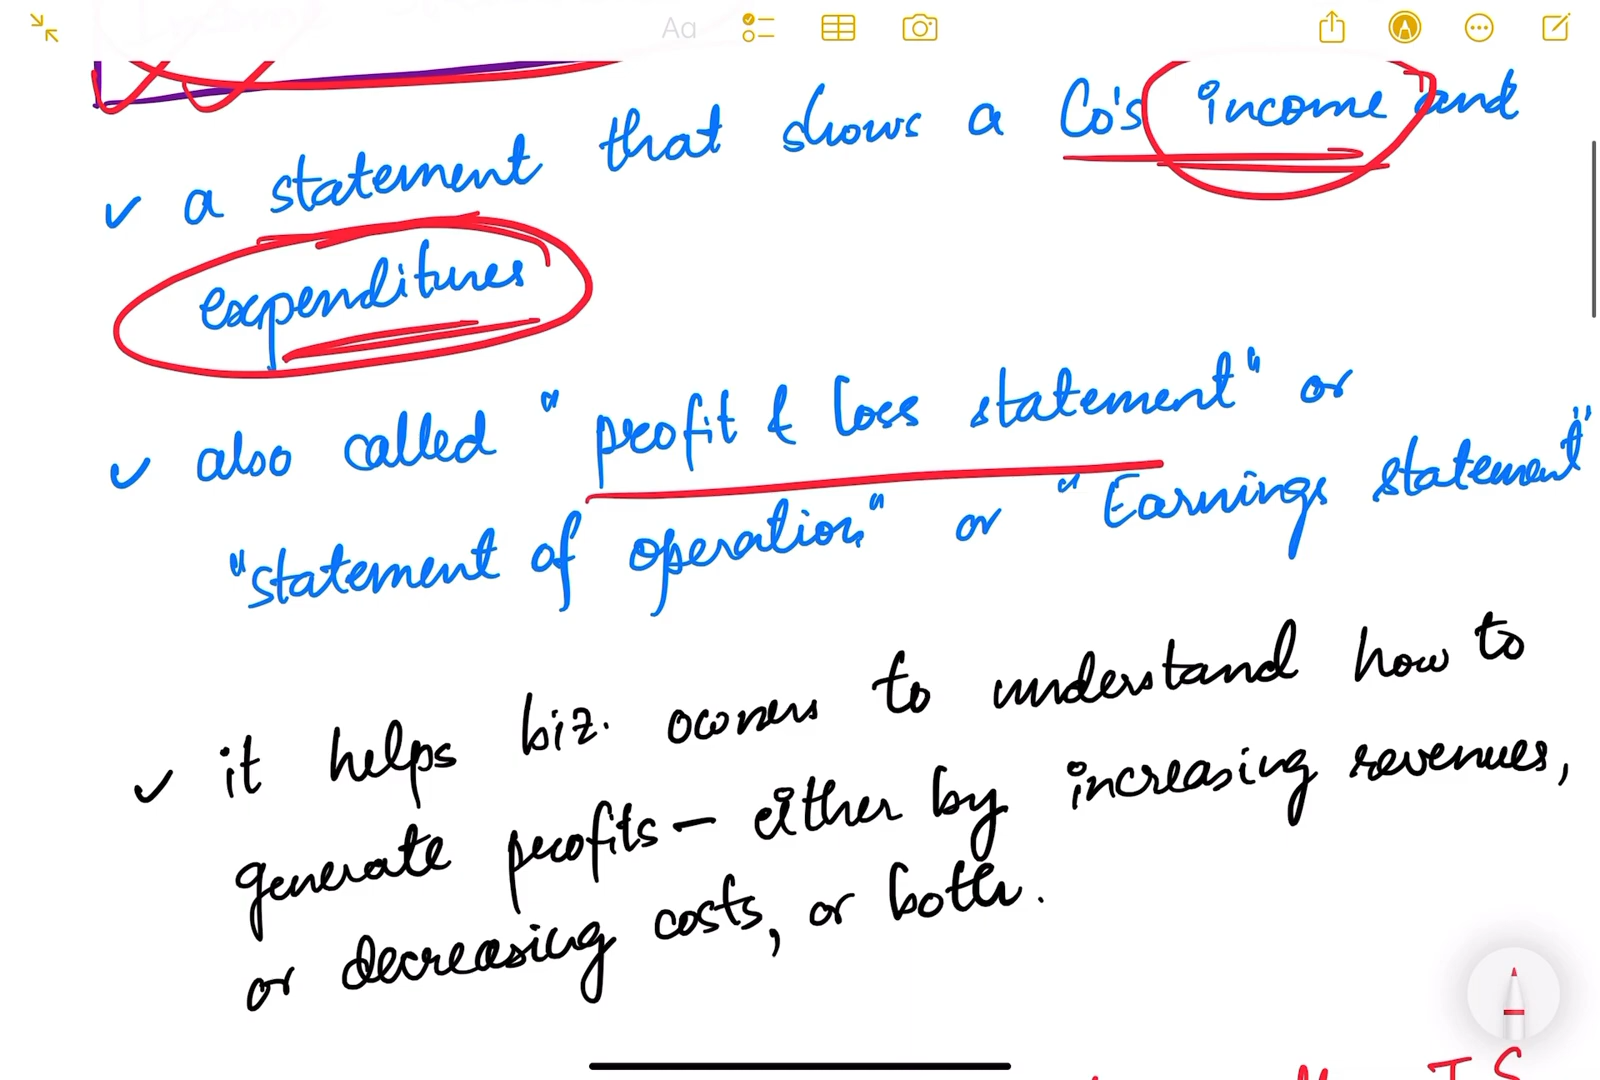 Aa
✓ a statement that shows a Co's income and
expenditures
✓ also called "profit & loss statement" or
"statement of operation" or "Earnings statement"
✓ it helps biz. owners to understand how to
generate profits – either by increasing revenues,
or decreasing costs, or both.
I S